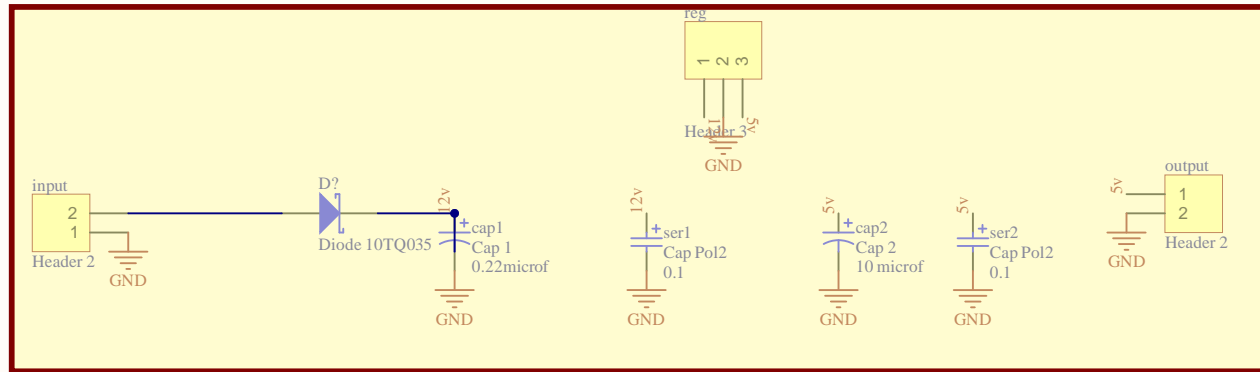 reg
1 2 3
Header 3
5v
GND
input
2
1
Header 2
GND
D?
Diode 10TQ035
12v
cap1
Cap 1
0.22microf
GND
12v
ser1
Cap Pol2
0.1
GND
5v
cap2
Cap 2
10 microf
GND
5v
ser2
Cap Pol2
0.1
GND
output
5v
1
2
Header 2
GND